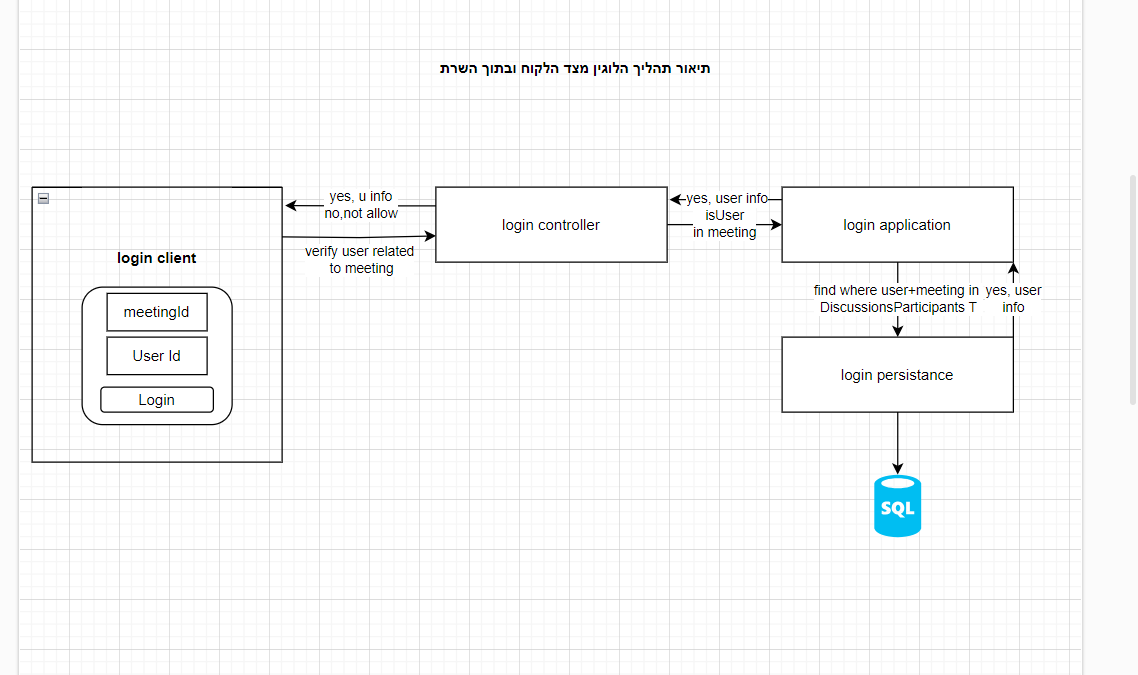 תיאור תהליך הלוגין מצד הלקוח ובתוך השרת
login client
meetingId
User Id
Login
yes, u info
no,not allow
verify user related
to meeting
login controller
yes, user info
isUser
in meeting
login application
find where user+meeting in
DiscussionsParticipants T
yes, user
info
login persistance
SQL